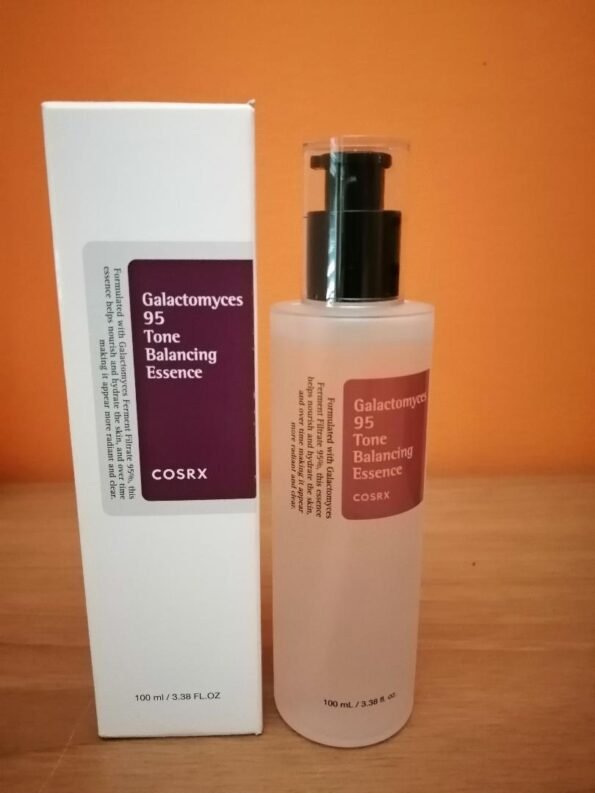 Galactomyces
95
Tone
Balancing
Essence
COSRX
Formulated with Galactomyces Ferment Filtrate 95%, this
essence helps nourish and hydrate the skin, and over time
making it appear more radiant and clear.
100 ml / 3.38 FL.OZ
Galactomyces
95
Tone
Balancing
Essence
COSRX
Formulated with Galactomyces
Ferment Filtrate 95%, this essence
helps nourish and hydrate the skin,
and over time making it appear
more radiant and clear.
100 mL / 3.38 fl. oz.